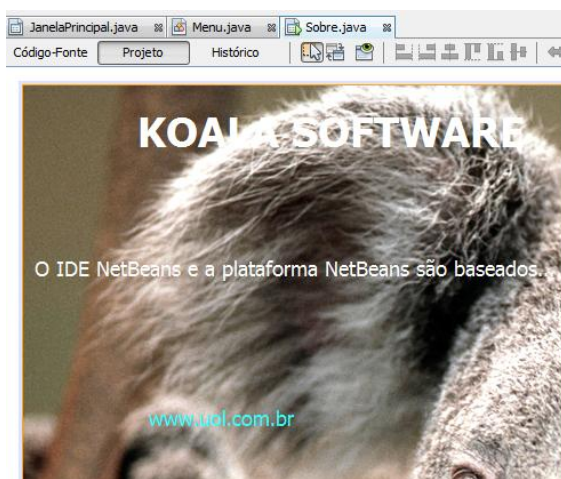 JanelaPrincipal.java Menu.java Sobre.java
Código-Fonte Projeto Histórico
KOALA SOFTWARE
O IDE NetBeans e a plataforma NetBeans são baseados...
www.uol.com.br